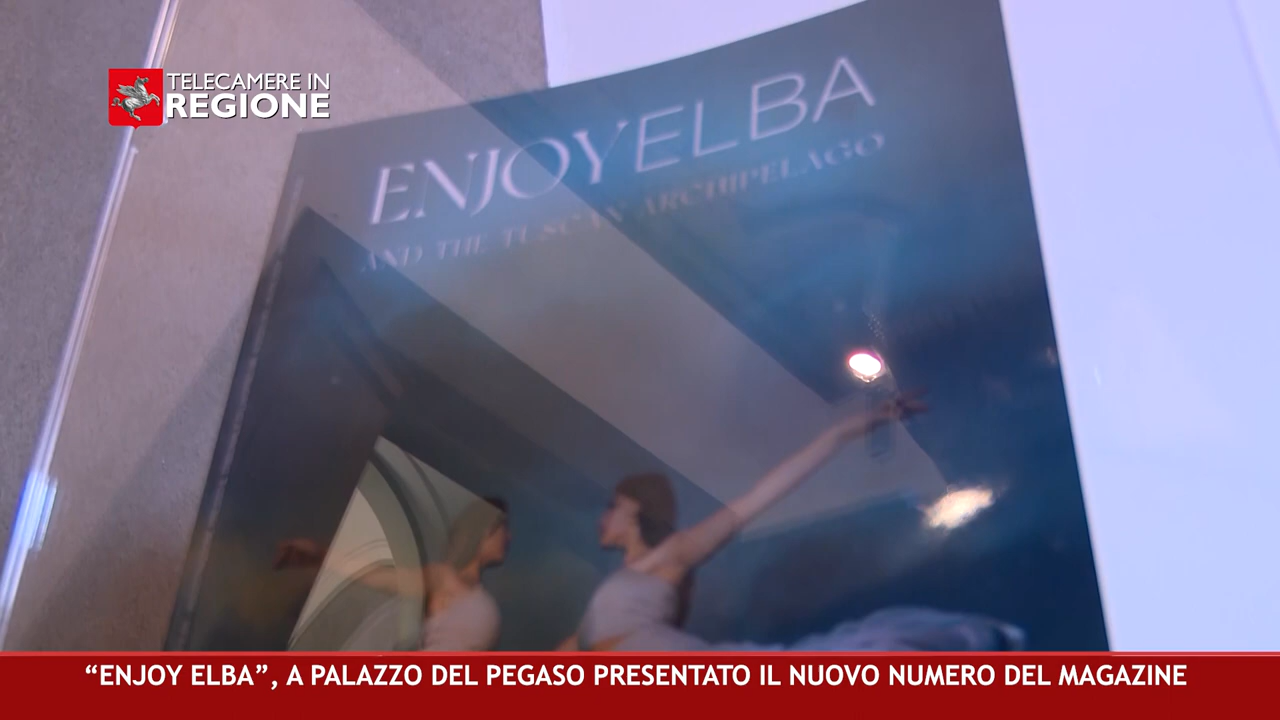 TELECAMERE IN
REGIONE
ENJOYELBA
AND THE TUSCAN ARCHIPELAGO
“ENJOY ELBA”, A PALAZZO DEL PEGASO PRESENTATO IL NUOVO NUMERO DEL MAGAZINE